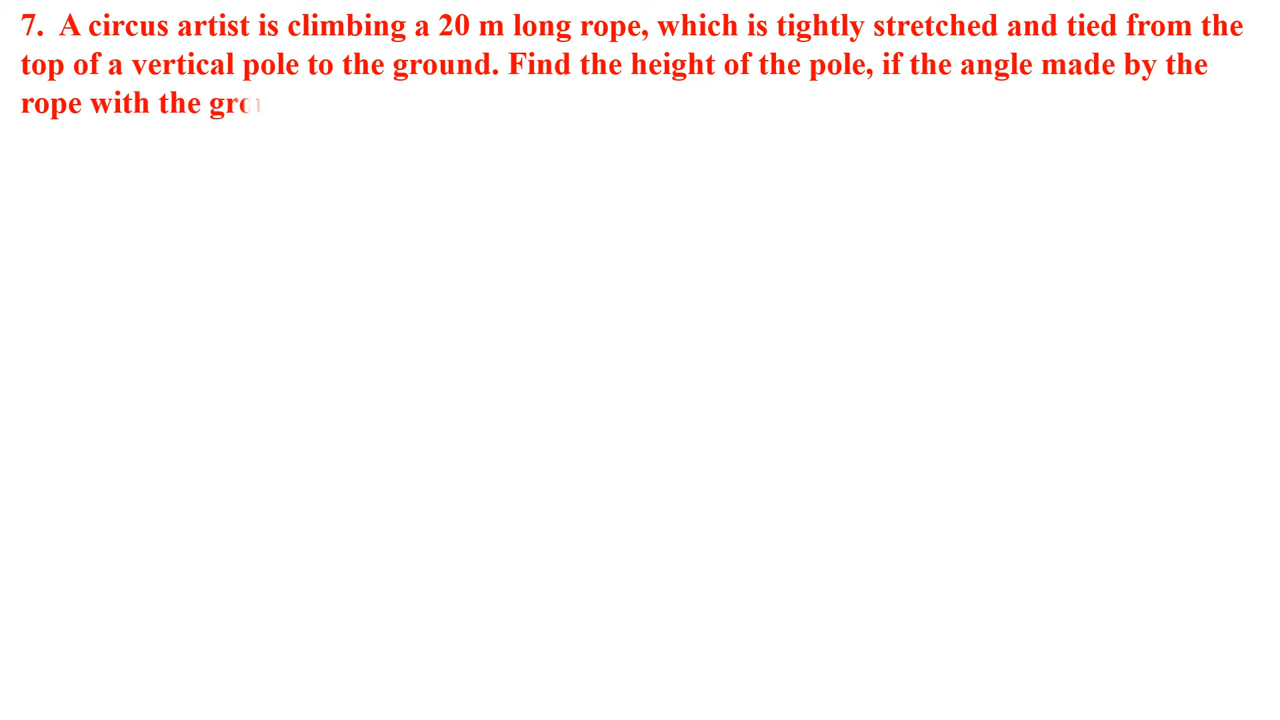 7. A circus artist is climbing a 20 m long rope, which is tightly stretched and tied from the
top of a vertical pole to the ground. Find the height of the pole, if the angle made by the
rope with the